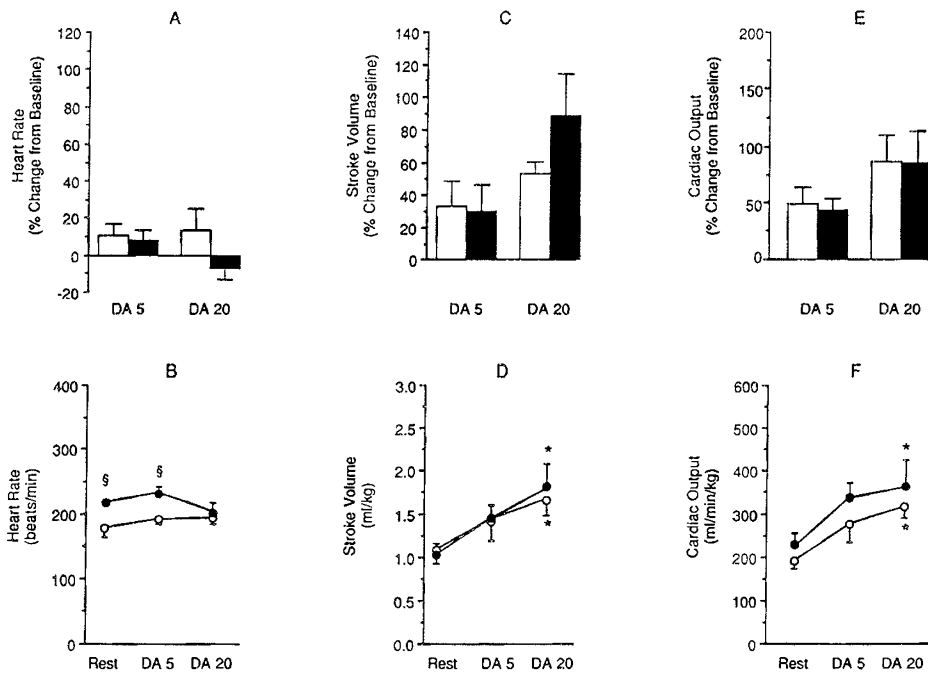 A
Heart Rate
(% Change from Baseline)
120
100
80
60
40
20
0
-20
DA 5
DA 20
C
Stroke Volume
(% Change from Baseline)
140
120
100
80
60
40
20
0
DA 5
DA 20
E
Cardiac Output
(% Change from Baseline)
200
150
100
50
0
DA 5
DA 20
B
Heart Rate
(beats/min)
400
300
200
100
0
§
§
Rest
DA 5
DA 20
D
Stroke Volume
(ml/kg)
3.0
2.5
2.0
1.5
1.0
0.5
0.0
*
*
Rest
DA 5
DA 20
F
Cardiac Output
(ml/min/kg)
600
500
400
300
200
100
0
*
*
Rest
DA 5
DA 20